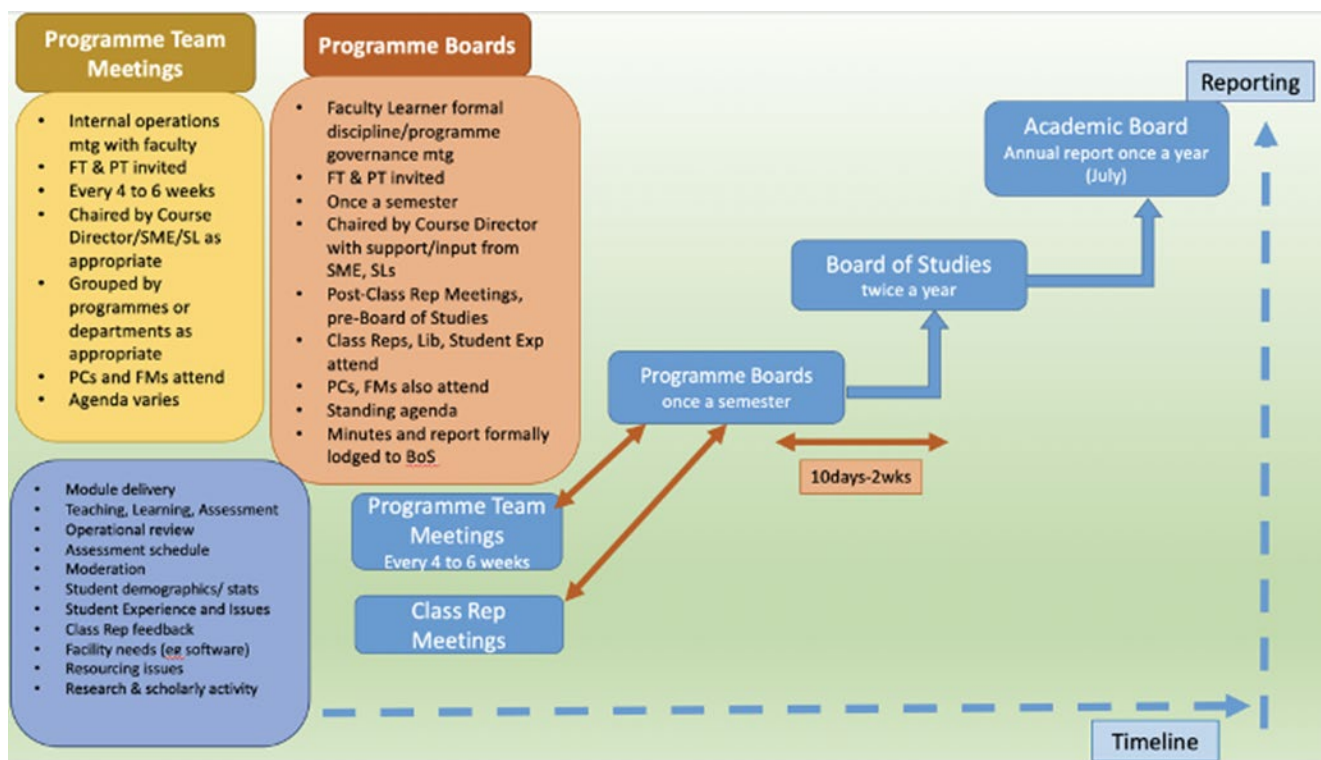 Programme Team
Meetings
• Internal operations
mtg with faculty
• FT & PT invited
• Every 4 to 6 weeks
• Chaired by Course
Director/SME/SL as
appropriate
• Grouped by
programmes or
departments as
appropriate
• PCs and FMs attend
• Agenda varies
• Module delivery
• Teaching, Learning, Assessment
• Operational review
• Assessment schedule
• Moderation
• Student demographics/ stats
• Student Experience and Issues
• Class Rep feedback
• Facility needs (eg software)
• Resourcing issues
• Research & scholarly activity
Programme Boards
• Faculty Learner formal
discipline/programme
governance mtg
• FT & PT invited
• Once a semester
• Chaired by Course Director
with support/input from
SME, SLs
• Post-Class Rep Meetings,
pre-Board of Studies
• Class Reps, Lib, Student Exp
attend
• PCs, FMs also attend
• Standing agenda
• Minutes and report formally
lodged to BoS
Programme Team
Meetings
Every 4 to 6 weeks
Class Rep
Meetings
Programme Boards
once a semester
10days-2wks
Board of Studies
twice a year
Academic Board
Annual report once a year
(July)
Reporting
Timeline